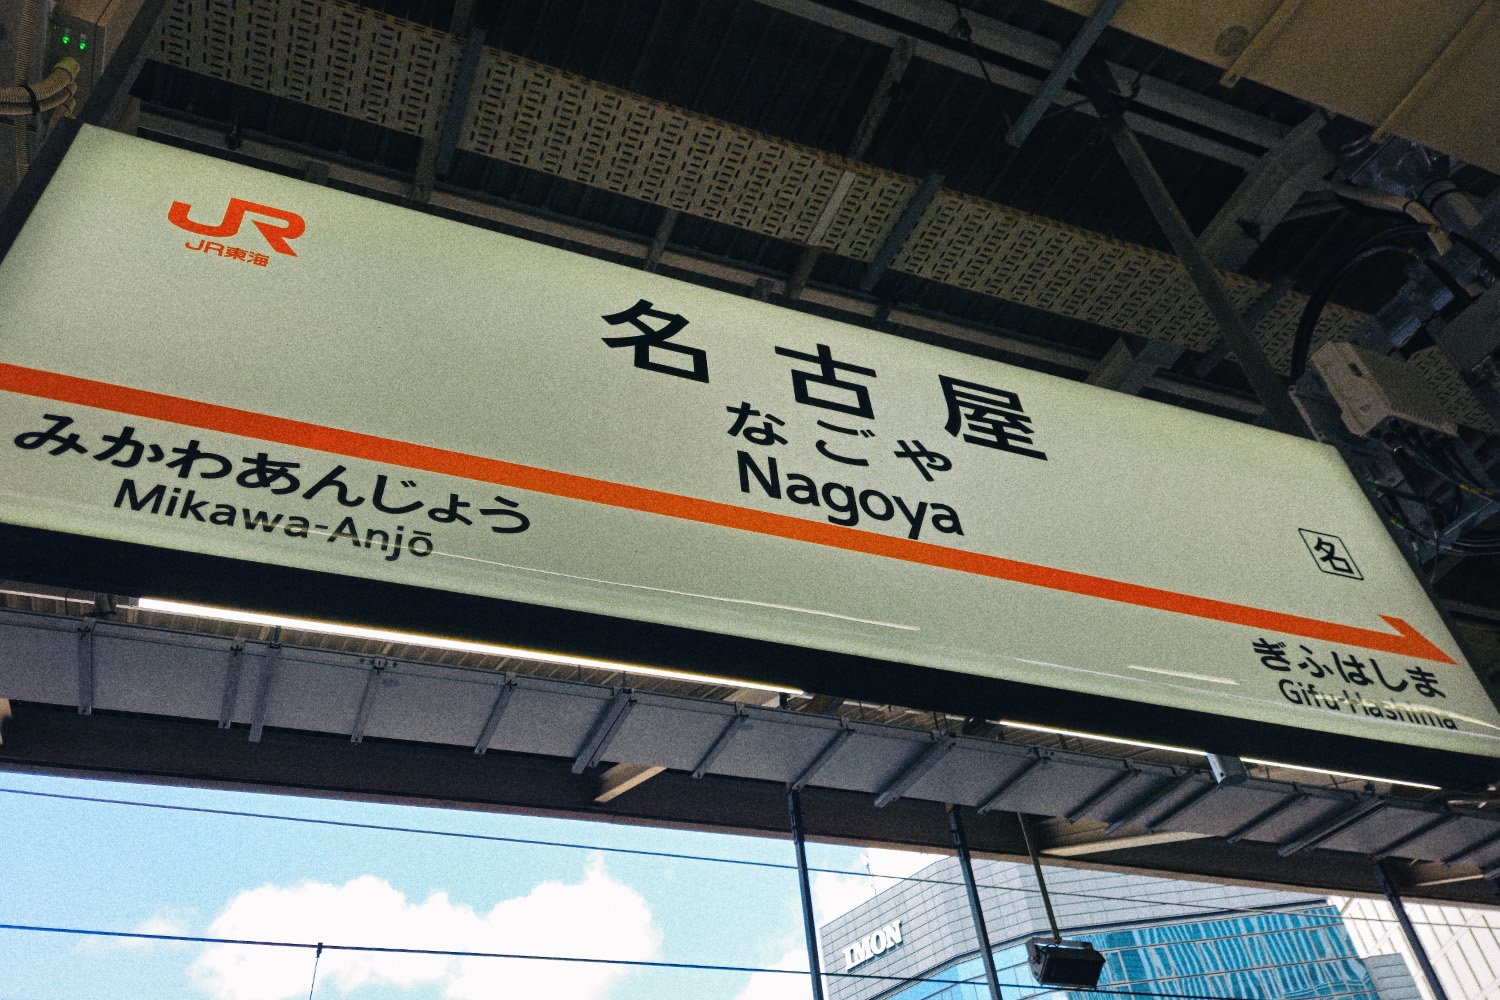 JR
JR東海
名古屋
なごや
Nagoya
みかわあんじょう
Mikawa-Anjō
名
ぎふはしま
Gifu-Hashima
IMON